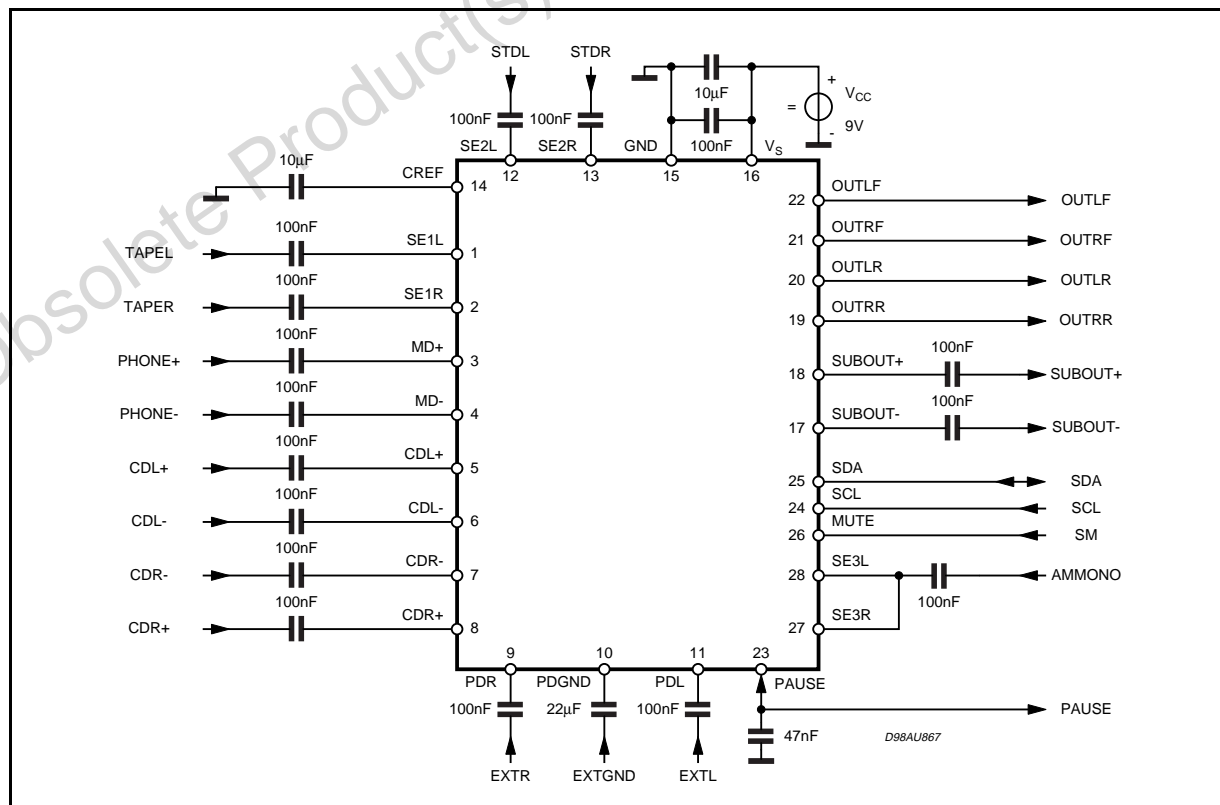 Obsolete Product(s)
STDL STDR
10µF
100nF 100nF
100nF
+
=
VCC
-
9V
SE2L SE2R GND VS
12 13 15 16
10µF CREF 14
TAPEL 100nF SE1L 1
TAPER 100nF SE1R 2
PHONE+ 100nF MD+ 3
PHONE- 100nF MD- 4
CDL+ 100nF CDL+ 5
CDL- 100nF CDL- 6
CDR- 100nF CDR- 7
CDR+ 100nF CDR+ 8
22 OUTLF OUTLF
21 OUTRF OUTRF
20 OUTLR OUTLR
19 OUTRR OUTRR
18 SUBOUT+ 100nF SUBOUT+
17 SUBOUT- 100nF SUBOUT-
25 SDA SDA
24 SCL SCL
26 MUTE SM
28 SE3L 100nF AMMONO
27 SE3R
9 10 11 23
PDR PDGND PDL PAUSE
100nF 22µF 100nF
PAUSE
47nF
D98AU867
EXTR EXTGND EXTL